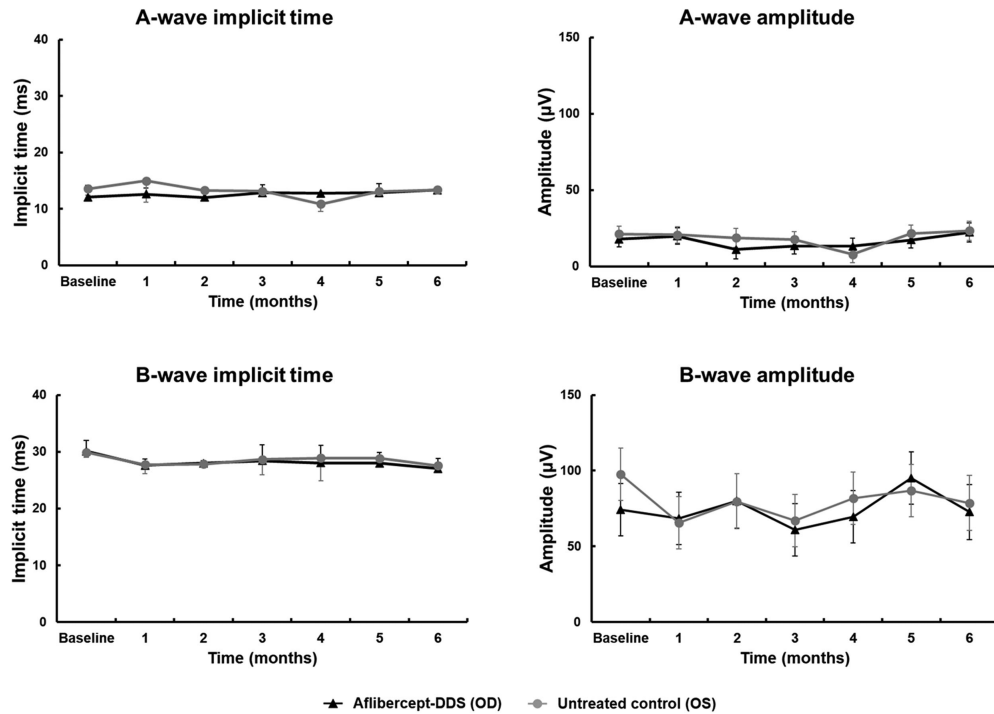 A-wave implicit time
Implicit time (ms)
40
30
20
10
0
Baseline 1 2 3 4 5 6
Time (months)
A-wave amplitude
Amplitude (µV)
150
100
50
0
Baseline 1 2 3 4 5 6
Time (months)
B-wave implicit time
Implicit time (ms)
40
30
20
10
0
Baseline 1 2 3 4 5 6
Time (months)
B-wave amplitude
Amplitude (µV)
150
100
50
0
Baseline 1 2 3 4 5 6
Time (months)
Aflibercept-DDS (OD) Untreated control (OS)